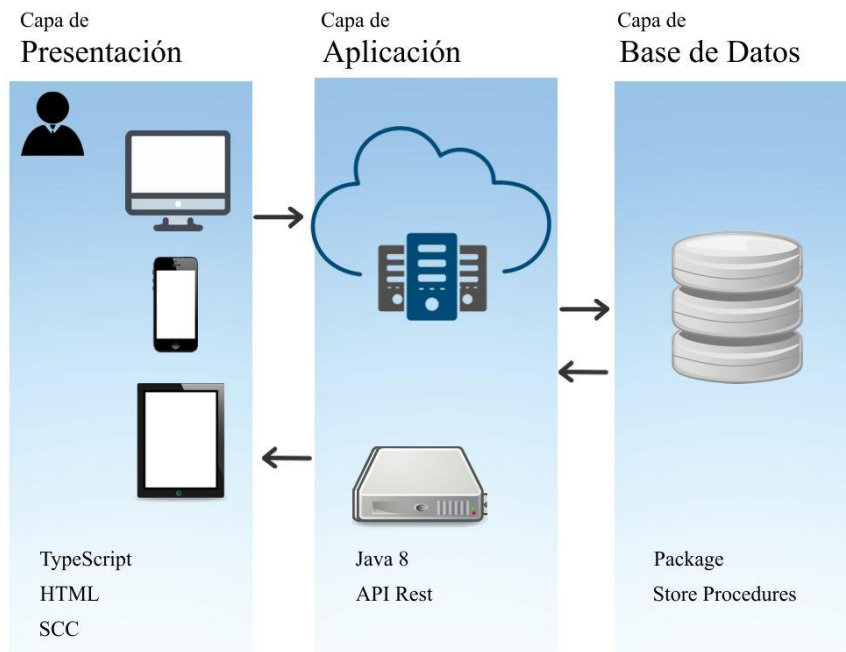 Capa de
Presentación
Capa de
Aplicación
Capa de
Base de Datos
TypeScript
HTML
SCC
Java 8
API Rest
Package
Store Procedures